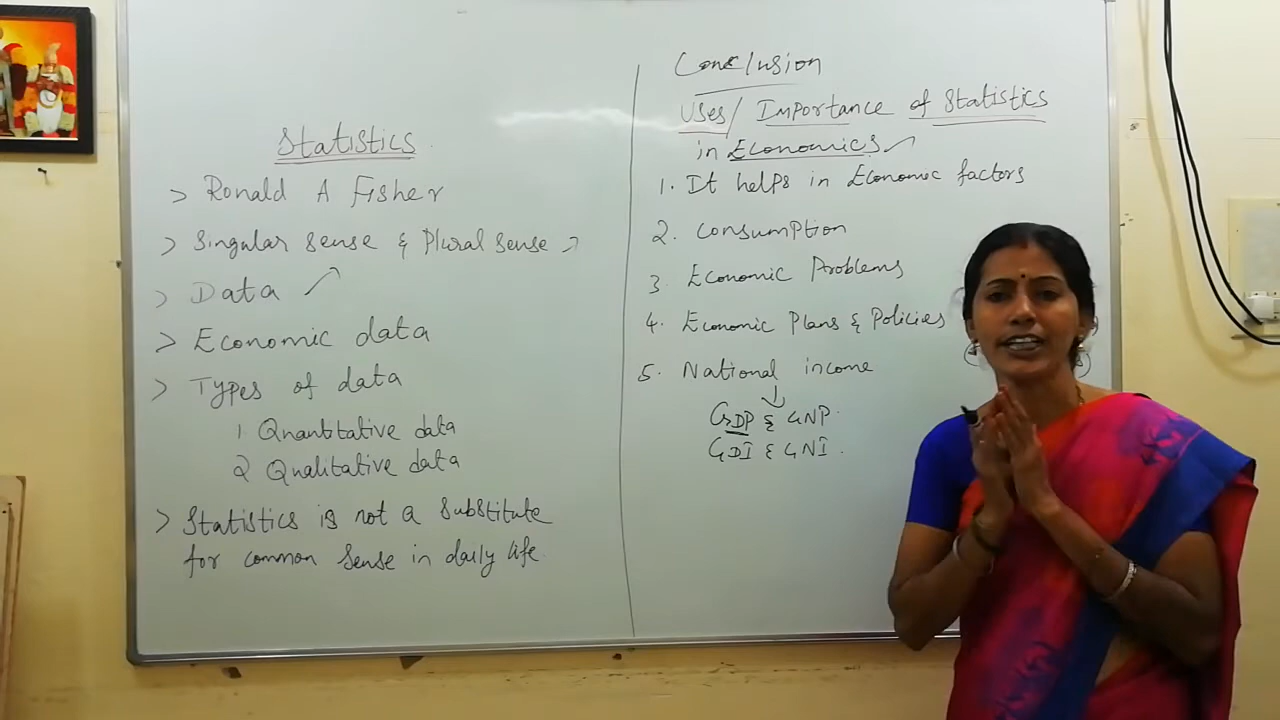 Statistics
> Ronald A Fisher
> Singular sense & Plural sense
> Data
> Economic data
> Types of data
1 Quantitative data
2 Qualitative data
> Statistics is not a substitute
for common sense in daily life
Conclusion
Uses/ Importance of Statistics
in Economics
1. It helps in Economic factors
2. Consumption
3 Economic Problems
4. Economic Plans & Policies
5. National income
GDP & GNP.
GDI & GNI.